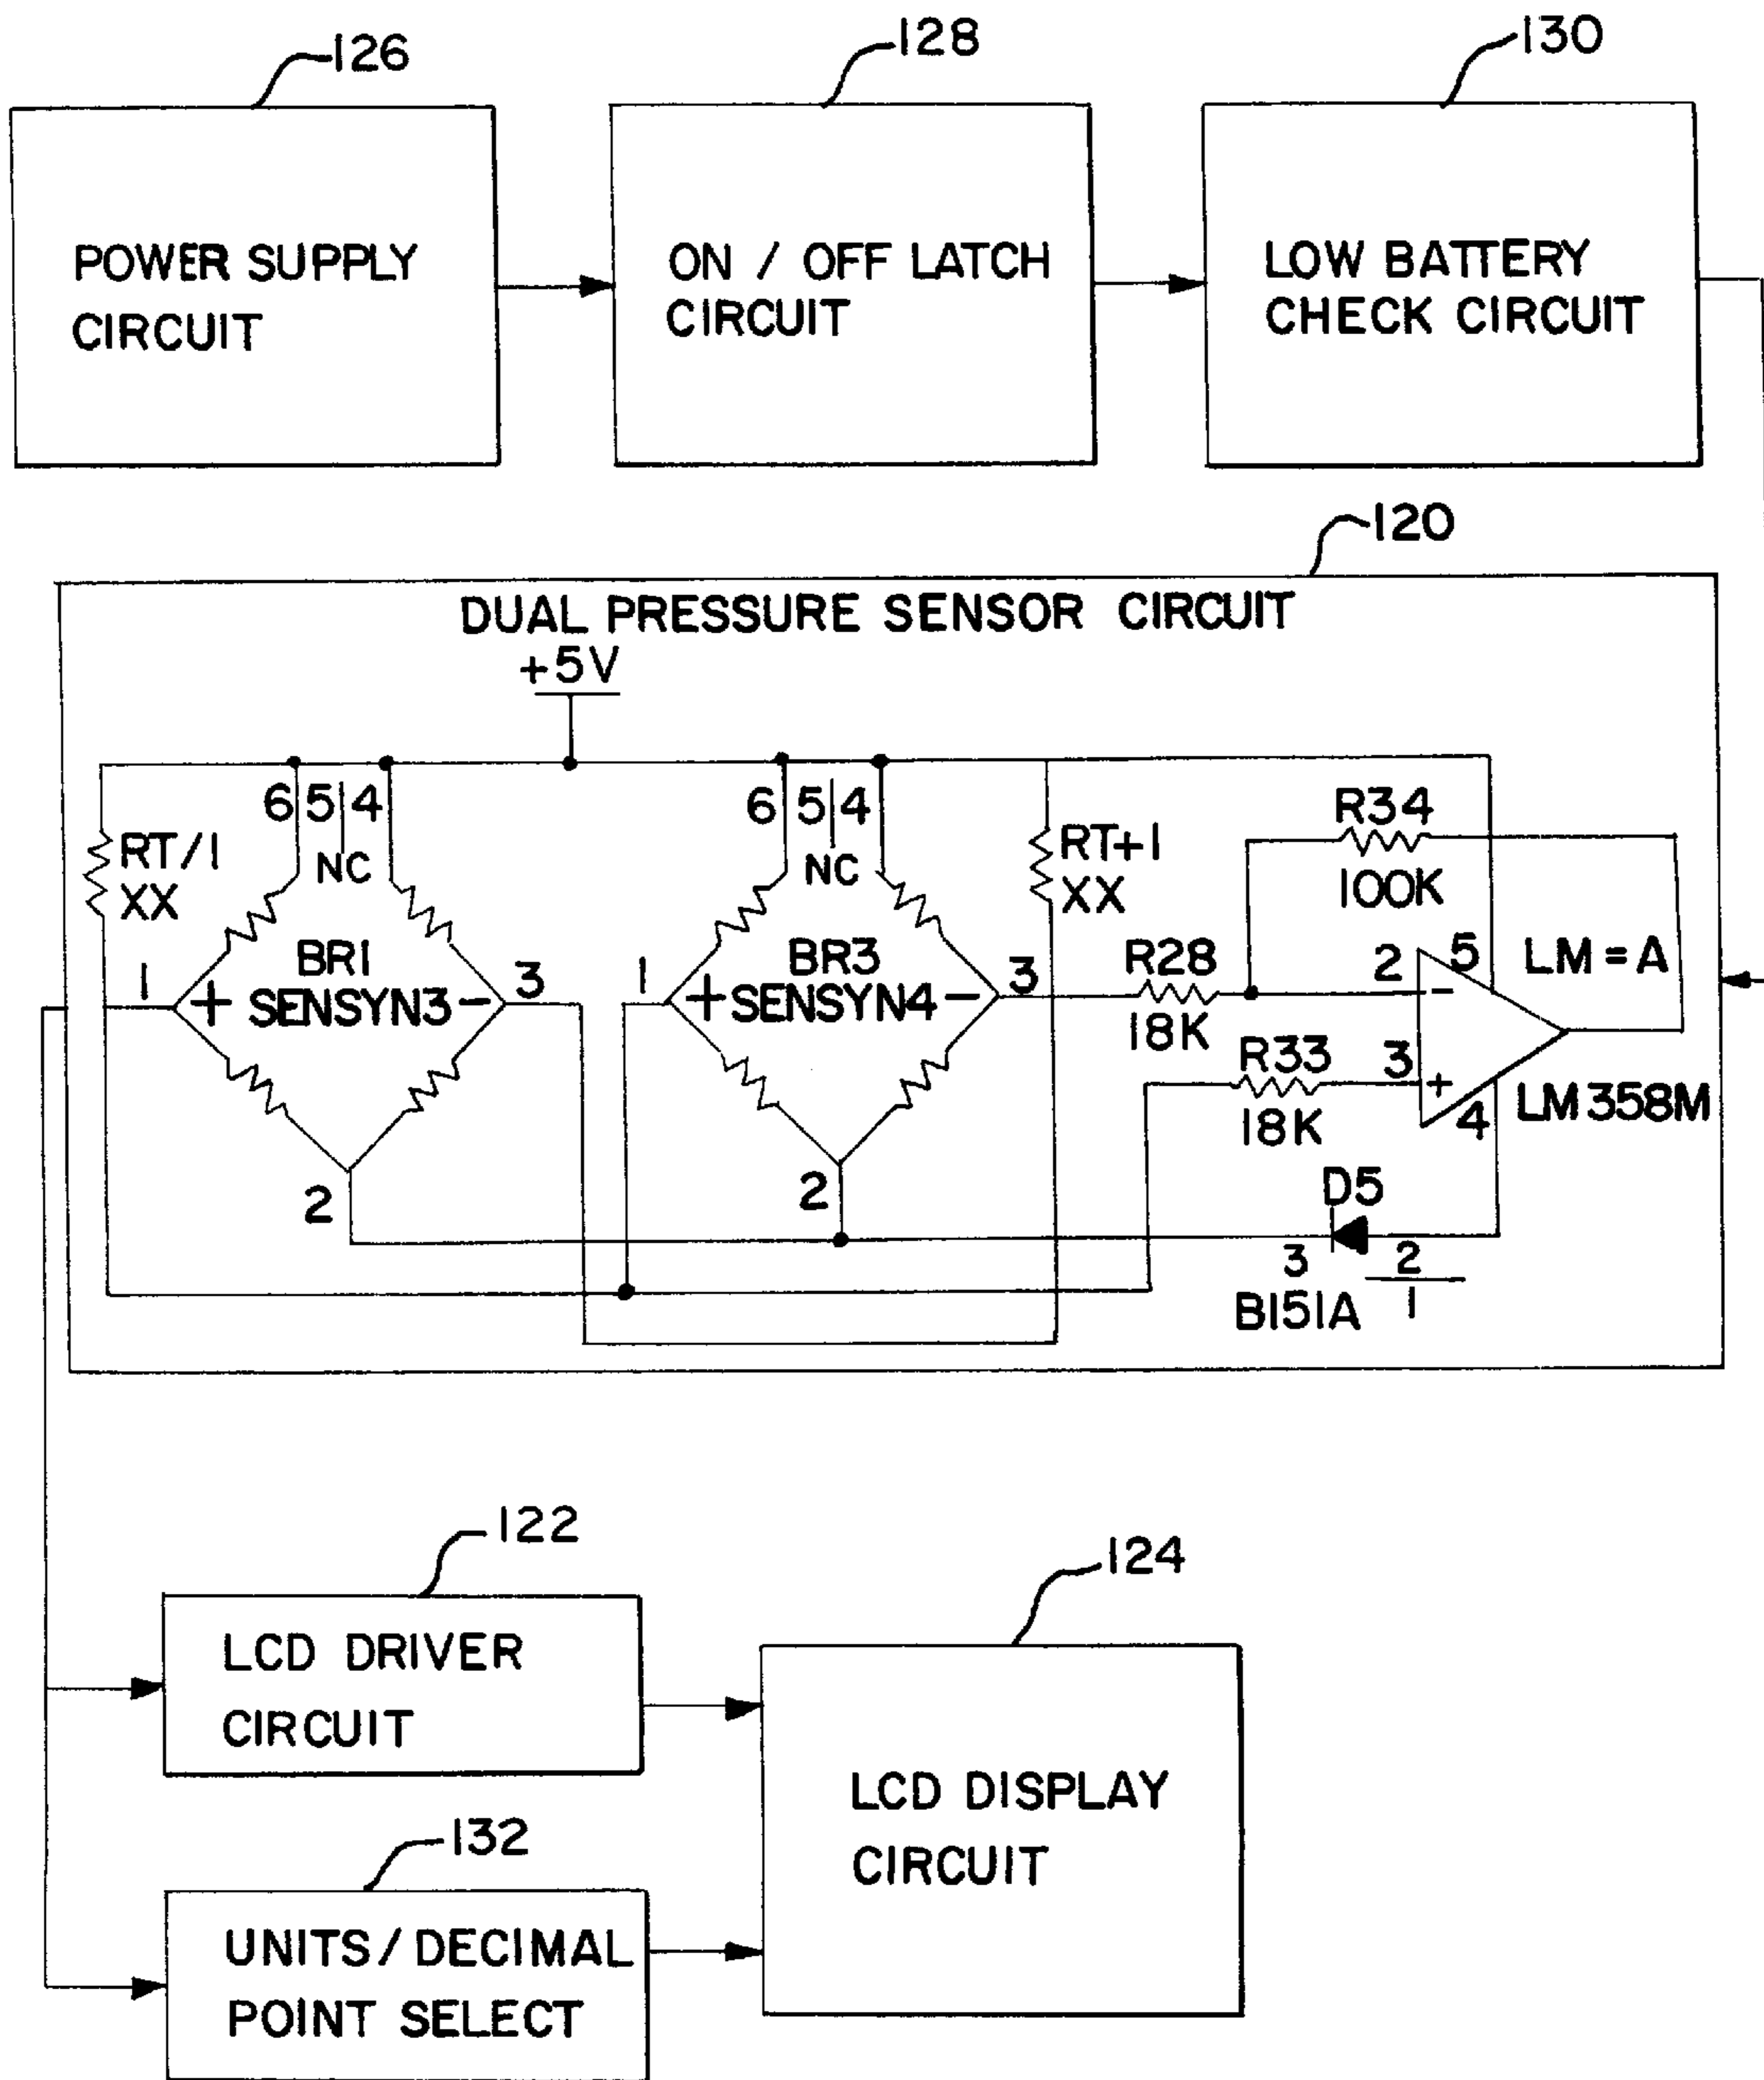 126
128
130
POWER SUPPLY
CIRCUIT
ON / OFF LATCH
CIRCUIT
LOW BATTERY
CHECK CIRCUIT
120
DUAL PRESSURE SENSOR CIRCUIT
+5V
6 5 4
NC
RT/1
XX
BR1
+ SENSYN3 -
1
3
2
6 5 4
NC
RT+1
XX
BR3
+ SENSYN4 -
1
3
2
R34
100K
R28
18K
R33
18K
2
-
5
3
+
4
LM=A
LM358M
D5
3
2
1
B151A
122
LCD DRIVER
CIRCUIT
124
LCD DISPLAY
CIRCUIT
132
UNITS/DECIMAL
POINT SELECT